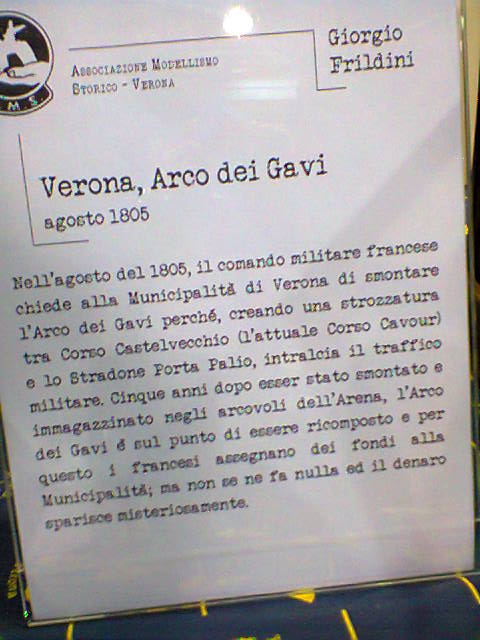 Giorgio
Frildini
Associazione Modellismo
Storico - Verona
M S
Verona, Arco dei Gavi
agosto 1805
Nell'agosto del 1805, il comando militare francese
chiede alla Municipalità di Verona di smontare
l'Arco dei Gavi perché, creando una strozzatura
tra Corso Castelvecchio (l'attuale Corso Cavour)
e lo Stradone Porta Palio, intralcia il traffico
militare. Cinque anni dopo esser stato smontato e
immagazzinato negli arcovoli dell'Arena, l'Arco
dei Gavi é sul punto di essere ricomposto e per
questo i francesi assegnano dei fondi alla
Municipalità; ma non se ne fa nulla ed il denaro
sparisce misteriosamente.